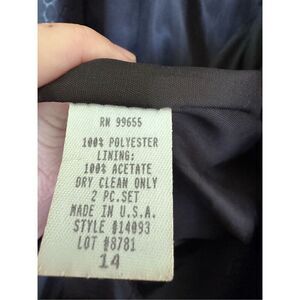 RN 99655
100% POLYESTER
LINING:
100% ACETATE
DRY CLEAN ONLY
2 PC.SET
MADE IN U.S.A.
STYLE #14093
LOT #8781
14